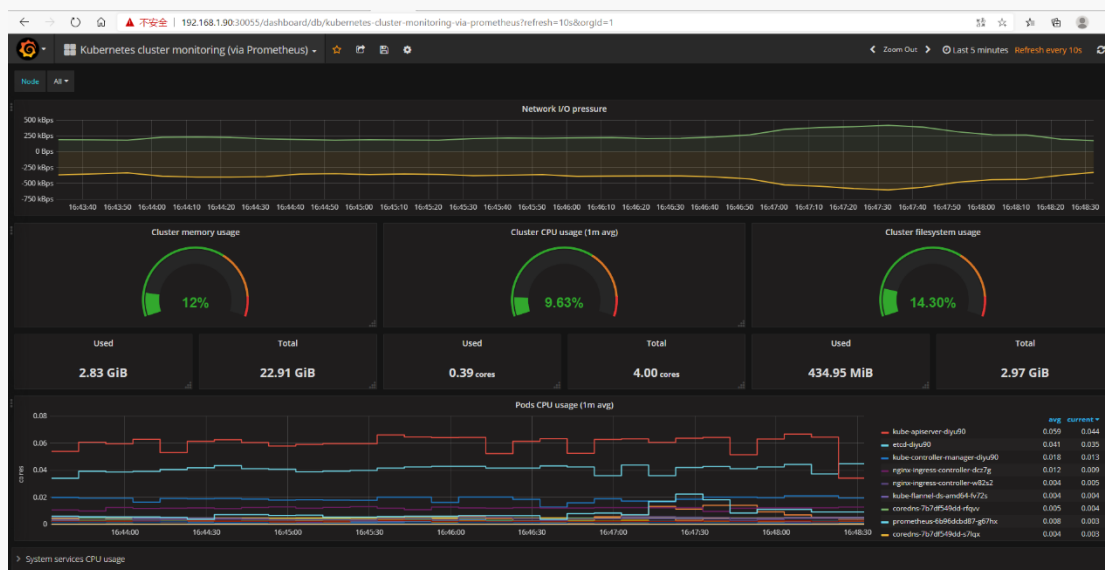 不安全 | 192.168.1.90:30055/dashboard/db/kubernetes-cluster-monitoring-via-prometheus?refresh=10s&orgId=1
Kubernetes cluster monitoring (via Prometheus)
Zoom Out
Last 5 minutes Refresh every 10s
Node All
Network I/O pressure
500 kBps
250 kBps
0 Bps
-250 kBps
-500 kBps
-750 kBps
16:43:40 16:43:50 16:44:00 16:44:10 16:44:20 16:44:30 16:44:40 16:44:50 16:45:00 16:45:10 16:45:20 16:45:30 16:45:40 16:45:50 16:46:00 16:46:10 16:46:20 16:46:30 16:46:40 16:46:50 16:47:00 16:47:10 16:47:20 16:47:30 16:47:40 16:47:50 16:48:00 16:48:10 16:48:20 16:48:30
Cluster memory usage
12%
Cluster CPU usage (1m avg)
9.63%
Cluster filesystem usage
14.30%
Used
2.83 GiB
Total
22.91 GiB
Used
0.39 cores
Total
4.00 cores
Used
434.95 MiB
Total
2.97 GiB
Pods CPU usage (1m avg)
cores
0.08
0.06
0.04
0.02
0
16:44:00 16:44:30 16:45:00 16:45:30 16:46:00 16:46:30 16:47:00 16:47:30 16:48:00 16:48:30
avg current
kube-apiserver-diyu90 0.059 0.044
etcd-diyu90 0.041 0.035
kube-controller-manager-diyu90 0.018 0.013
nginx-ingress-controller-dcz7g 0.012 0.009
nginx-ingress-controller-w82s2 0.004 0.005
kube-flannel-ds-amd64-fv72s 0.004 0.004
coredns-7b7df549dd-rfqvv 0.005 0.004
prometheus-6b96ddbd87-g67hx 0.008 0.003
coredns-7b7df549dd-s7lqx 0.004 0.003
System services CPU usage